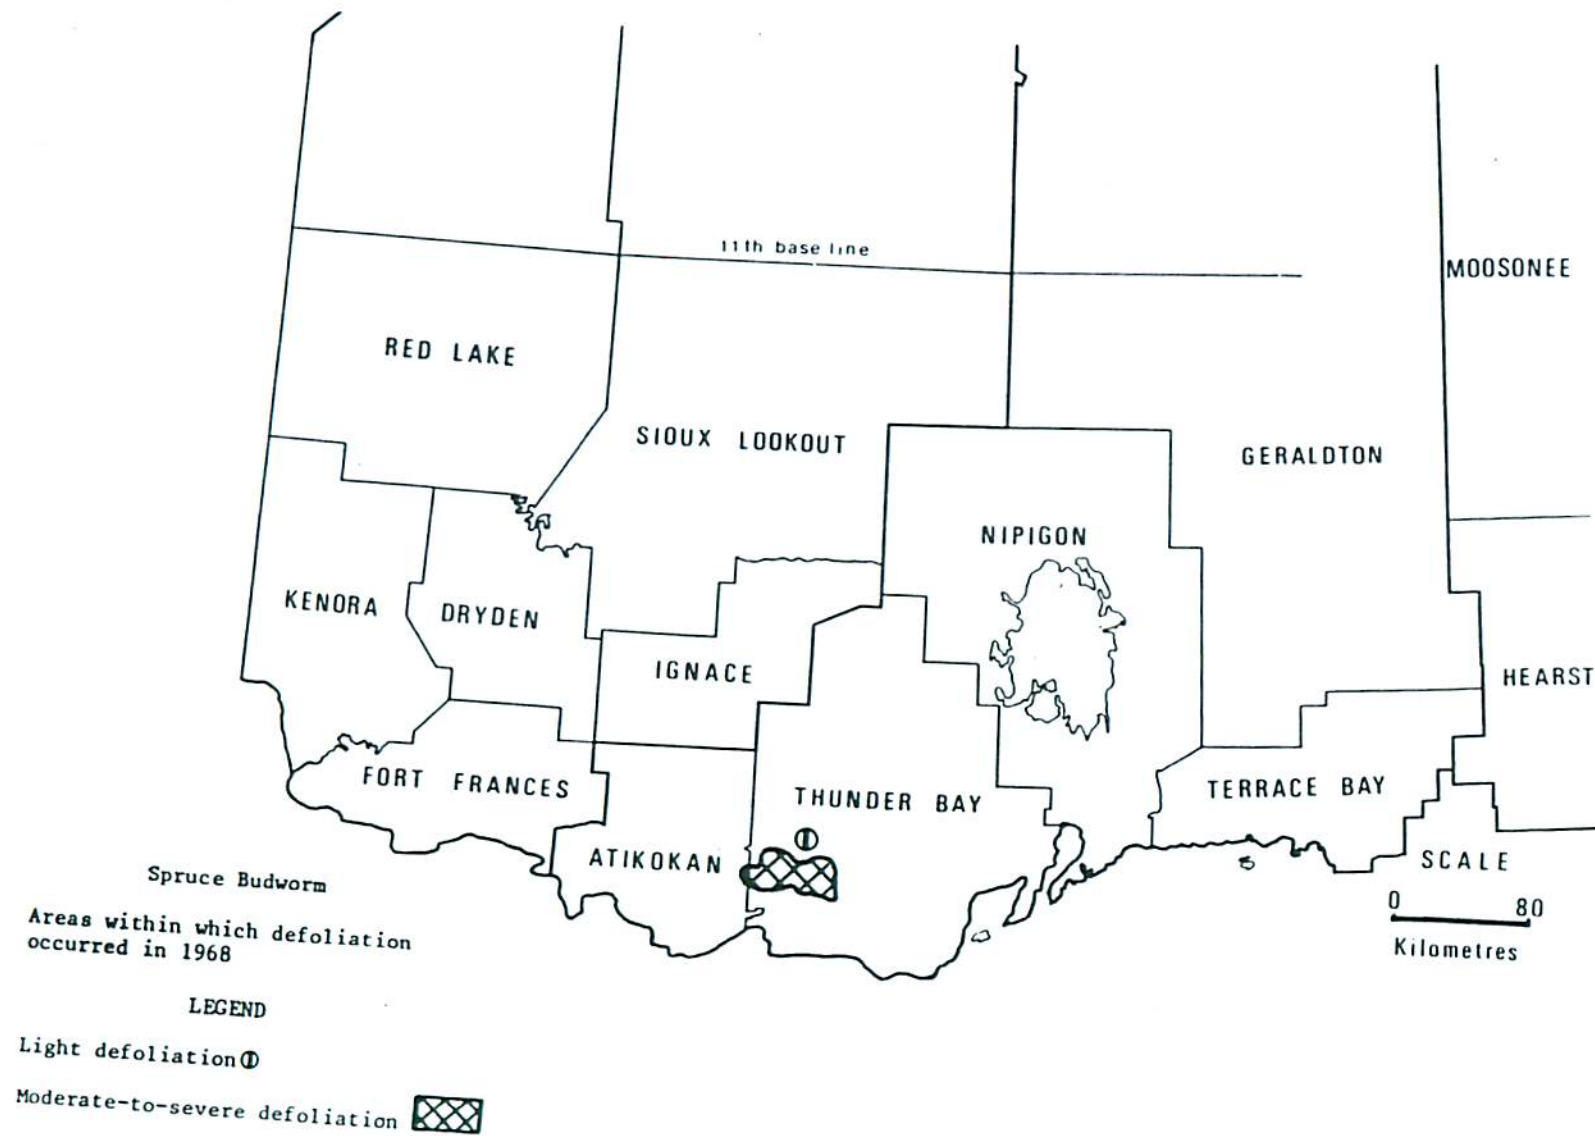 11th base line
MOOSONEE
RED LAKE
SIOUX LOOKOUT
GERALDTON
NIPIGON
KENORA
DRYDEN
IGNACE
HEARST
FORT FRANCES
THUNDER BAY
TERRACE BAY
ATIKOKAN
SCALE
0 80
Kilometres
Spruce Budworm
Areas within which defoliation
occurred in 1968
LEGEND
Light defoliation
Moderate-to-severe defoliation